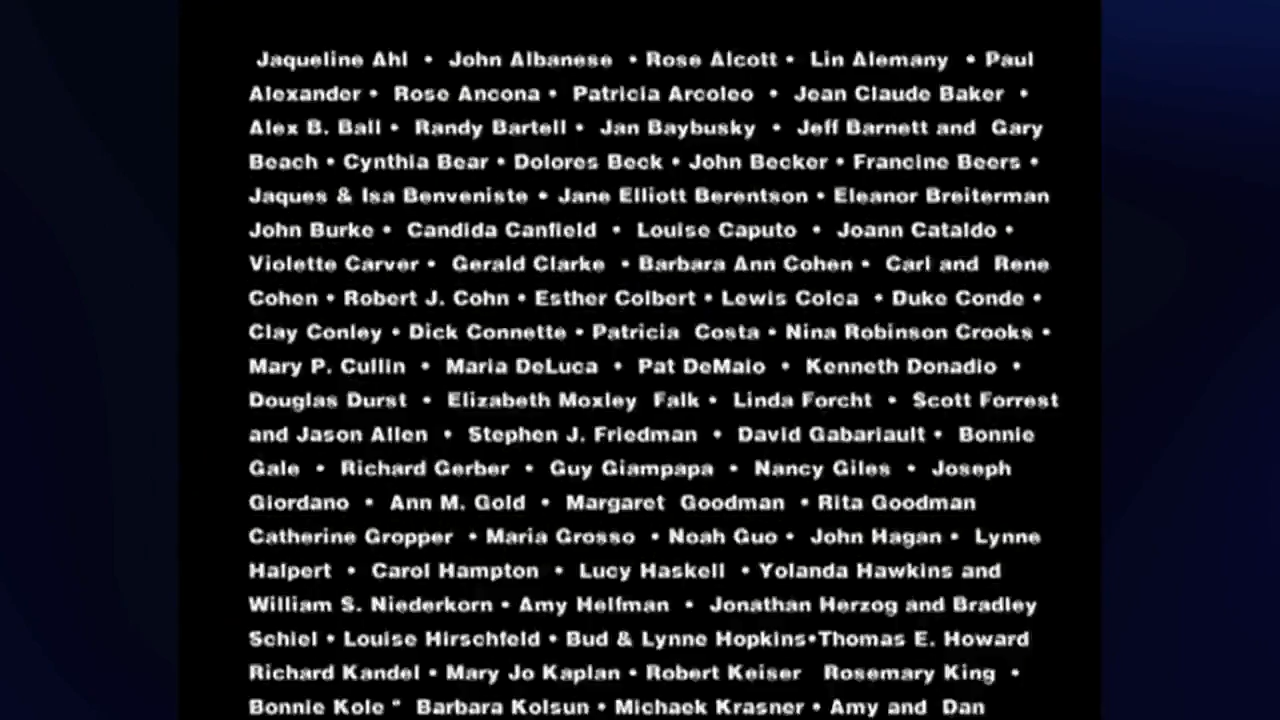 Jaqueline Ahl • John Albanese • Rose Alcott • Lin Alemany • Paul
Alexander • Rose Ancona • Patricia Arcoleo • Jean Claude Baker •
Alex B. Ball • Randy Bartell • Jan Baybusky • Jeff Barnett and Gary
Beach • Cynthia Bear • Dolores Beck • John Becker • Francine Beers •
Jaques & Isa Benveniste • Jane Elliott Berentson • Eleanor Breiterman
John Burke • Candida Canfield • Louise Caputo • Joann Cataldo •
Violette Carver • Gerald Clarke • Barbara Ann Cohen • Carl and Rene
Cohen • Robert J. Cohn • Esther Colbert • Lewis Colea • Duke Conde •
Clay Conley • Dick Connette • Patricia Costa • Nina Robinson Crooks •
Mary P. Cullin • Maria DeLuca • Pat DeMaio • Kenneth Donadio •
Douglas Durst • Elizabeth Moxley Falk • Linda Forcht • Scott Forrest
and Jason Allen • Stephen J. Friedman • David Gabariault • Bonnie
Gale • Richard Gerber • Guy Giampapa • Nancy Giles • Joseph
Giordano • Ann M. Gold • Margaret Goodman • Rita Goodman
Catherine Gropper • Maria Grosso • Noah Guo • John Hagan • Lynne
Halpert • Carol Hampton • Lucy Haskell • Yolanda Hawkins and
William S. Niederkorn • Amy Helfman • Jonathan Herzog and Bradley
Schiel • Louise Hirschfeld • Bud & Lynne Hopkins•Thomas E. Howard
Richard Kandel • Mary Jo Kaplan • Robert Keiser Rosemary King •
Bonnie Kole " Barbara Kolsun • Michaek Krasner • Amy and Dan